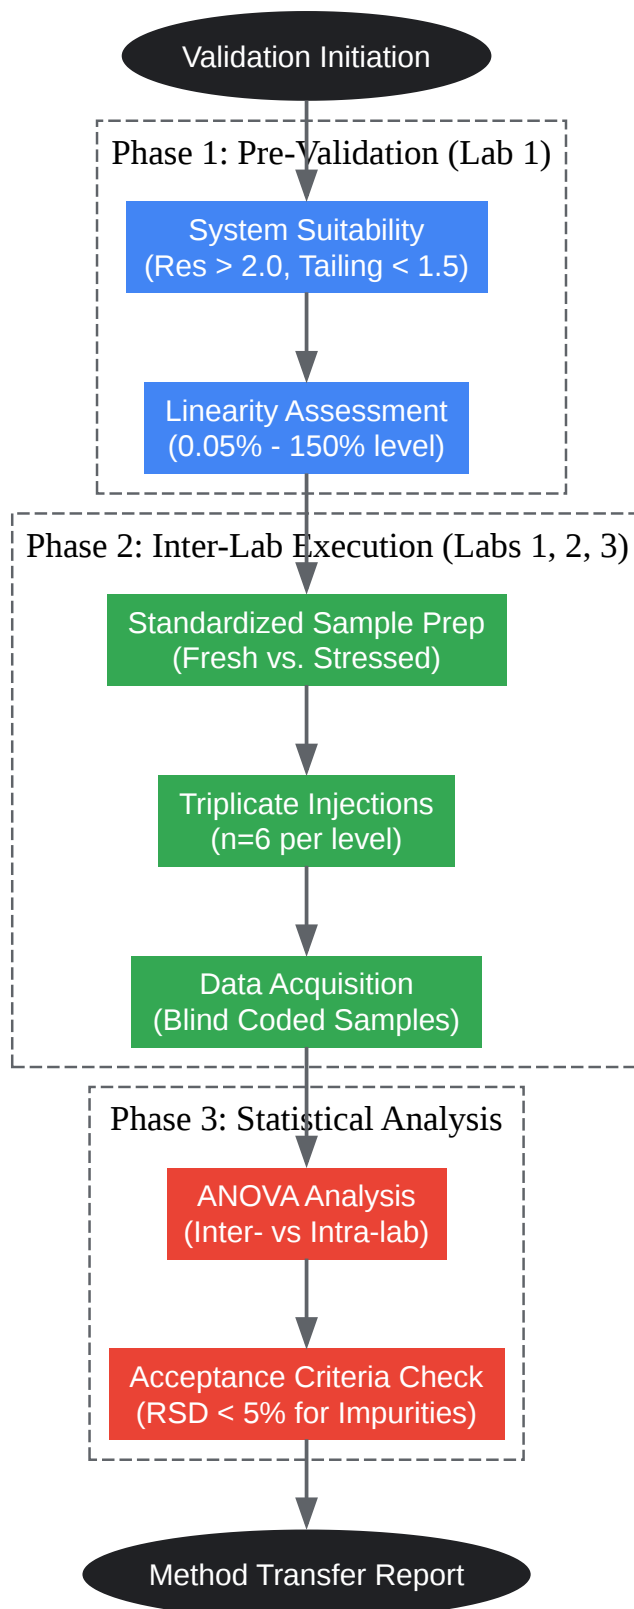 Validation Initiation
Phase 1: Pre-Validation (Lab 1)
System Suitability
(Res > 2.0, Tailing < 1.5)
Linearity Assessment
(0.05% - 150% level)
Phase 2: Inter-Lab Execution (Labs 1, 2, 3)
Standardized Sample Prep
(Fresh vs. Stressed)
Triplicate Injections
(n=6 per level)
Data Acquisition
(Blind Coded Samples)
Phase 3: Statistical Analysis
ANOVA Analysis
(Inter- vs Intra-lab)
Acceptance Criteria Check
(RSD < 5% for Impurities)
Method Transfer Report